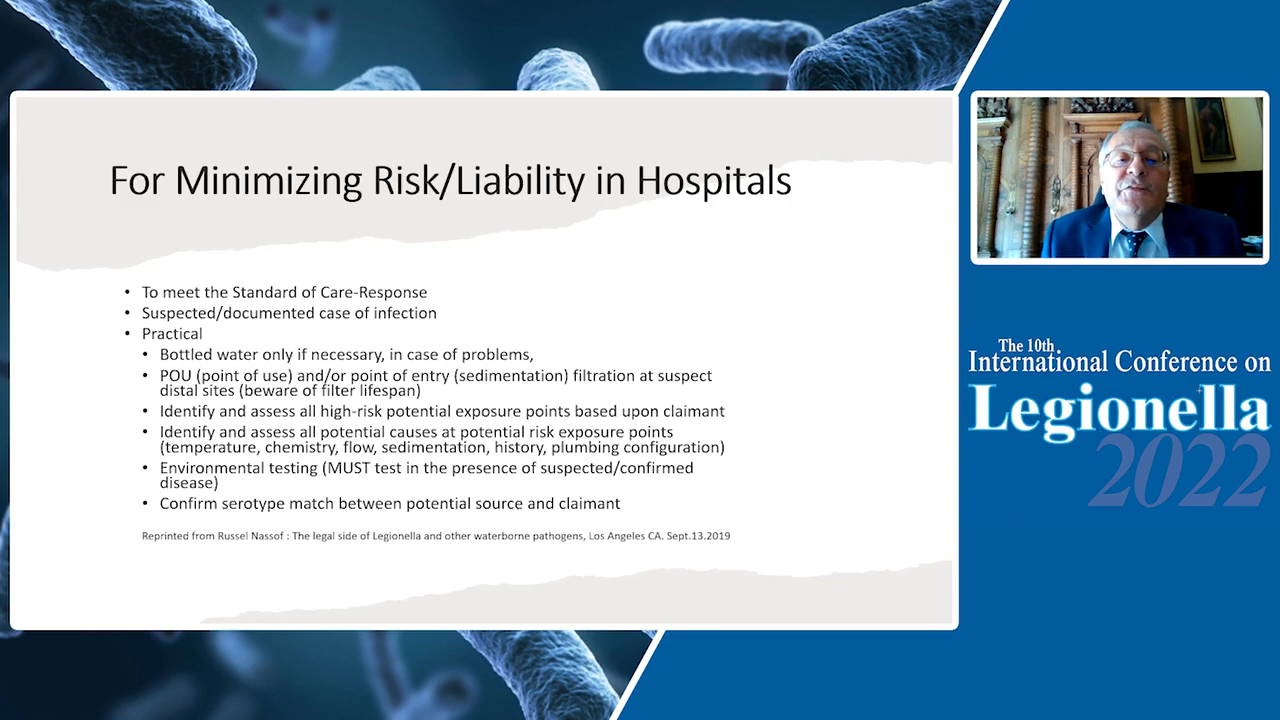 For Minimizing Risk/Liability in Hospitals
• To meet the Standard of Care-Response
• Suspected/documented case of infection
• Practical
• Bottled water only if necessary, in case of problems,
• POU (point of use) and/or point of entry (sedimentation) filtration at suspect
distal sites (beware of filter lifespan)
• Identify and assess all high-risk potential exposure points based upon claimant
• Identify and assess all potential causes at potential risk exposure points
(temperature, chemistry, flow, sedimentation, history, plumbing configuration)
• Environmental testing (MUST test in the presence of suspected/confirmed
disease)
• Confirm serotype match between potential source and claimant
Reprinted from Russel Nassof : The legal side of Legionella and other waterborne pathogens, Los Angeles CA. Sept.13.2019
The 10th
International Conference on
Legionella
2022